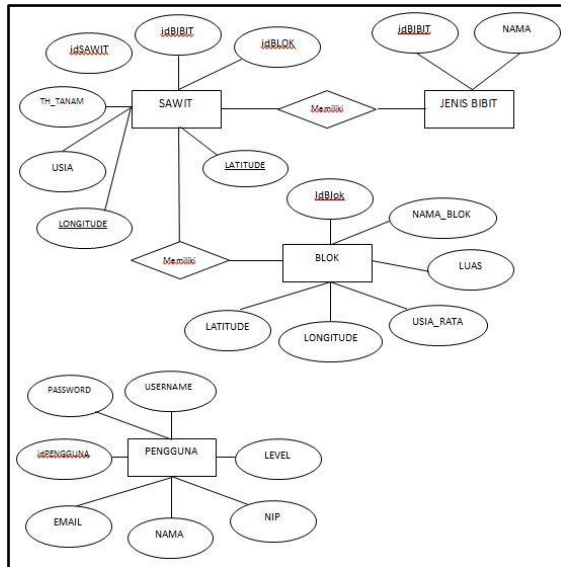 idBIBIT
idBLOK
idSAWIT
idBIBIT
NAMA
TH_TANAM
SAWIT
Memiliki
JENIS BIBIT
USIA
LATITUDE
LONGITUDE
IdBlok
NAMA_BLOK
Memiliki
BLOK
LUAS
LATITUDE
LONGITUDE
USIA_RATA
PASSWORD
USERNAME
idPENGGUNA
PENGGUNA
LEVEL
EMAIL
NAMA
NIP